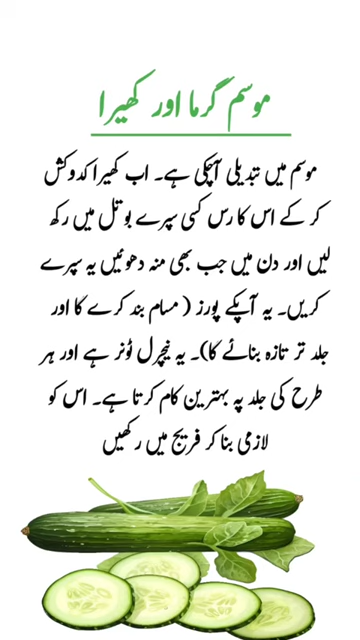 موسم گرما اور کھیرا
موسم میں تبدیلی آچکی ہے۔ اب کھیرا کدوکش
کر کے اس کا رس کسی سپرے بوتل میں رکھ
لیں اور دن میں جب بھی منہ دھوئیں یہ سپرے
کریں۔ یہ آپکے پورز ( مسام بند کرے کا اور
جلد تر تازہ بنائے کا)۔ یہ نیچرل ٹونر ہے اور ہر
طرح کی جلد پہ بہترین کام کرتا ہے۔ اس کو
لازمی بنا کر فریج میں رکھیں